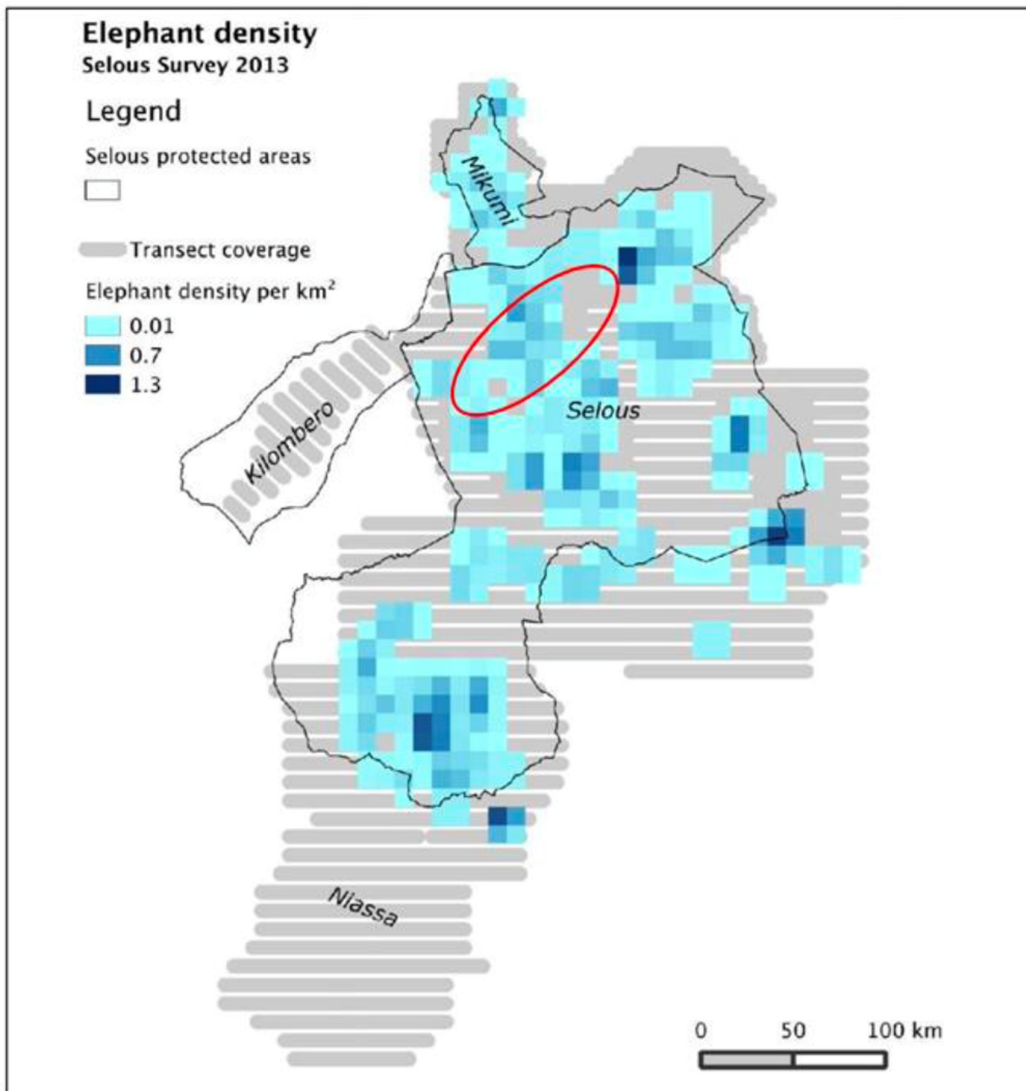 Elephant density
Selous Survey 2013
Legend
Selous protected areas
Transect coverage
Elephant density per km²
0.01
0.7
1.3
Mikumi
Kilombero
Selous
Niassa
0 50 100 km